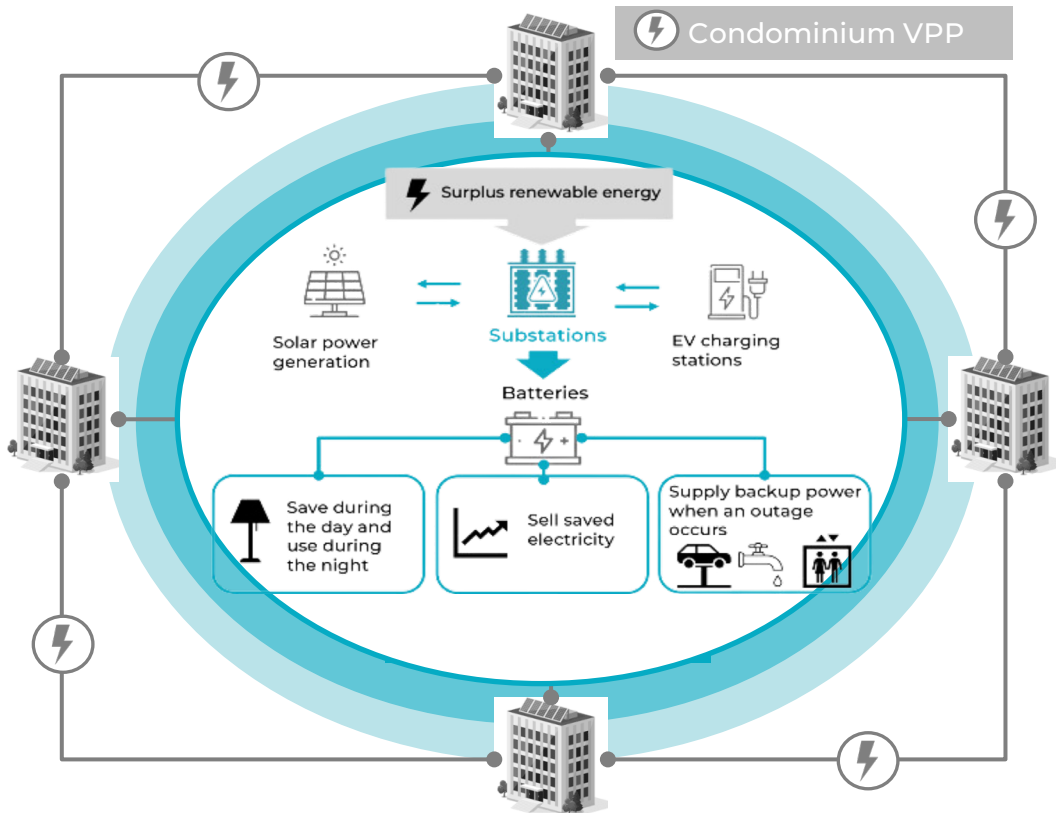 Condominium VPP
Surplus renewable energy
Solar power
generation
Substations
EV charging
stations
Batteries
- +
Save during
the day and
use during
the night
Sell saved
electricity
Supply backup power
when an outage
occurs